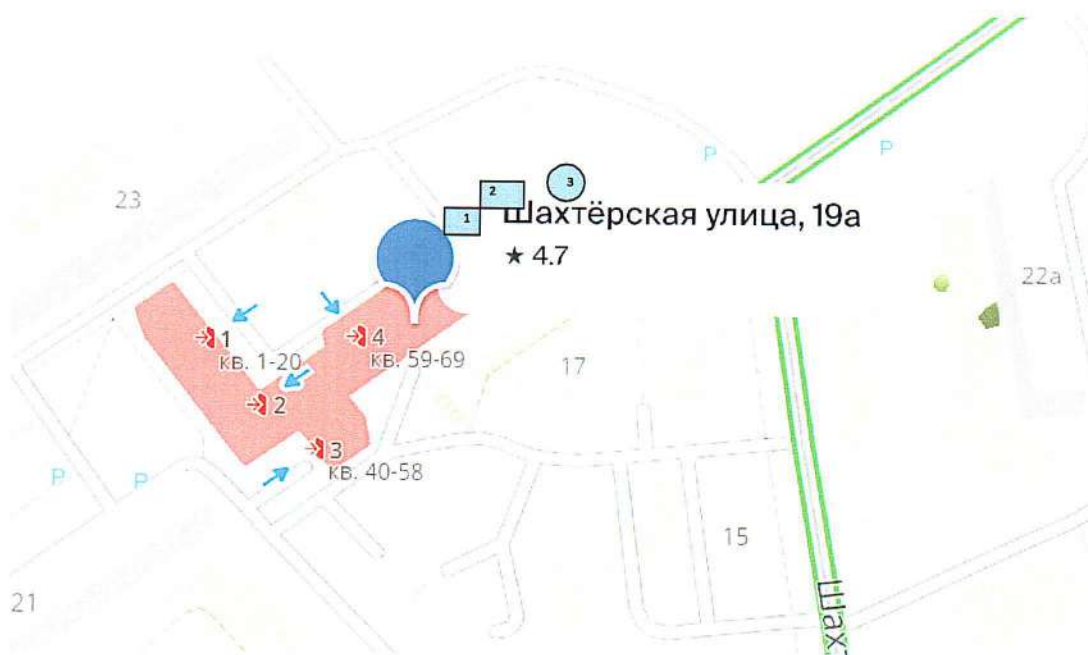 P
P
3
2
1
23
Шахтёрская улица, 19а
★ 4.7
22а
1
кв. 1-20
4
кв. 59-69
17
2
3
кв. 40-58
P
P
15
21
Шах